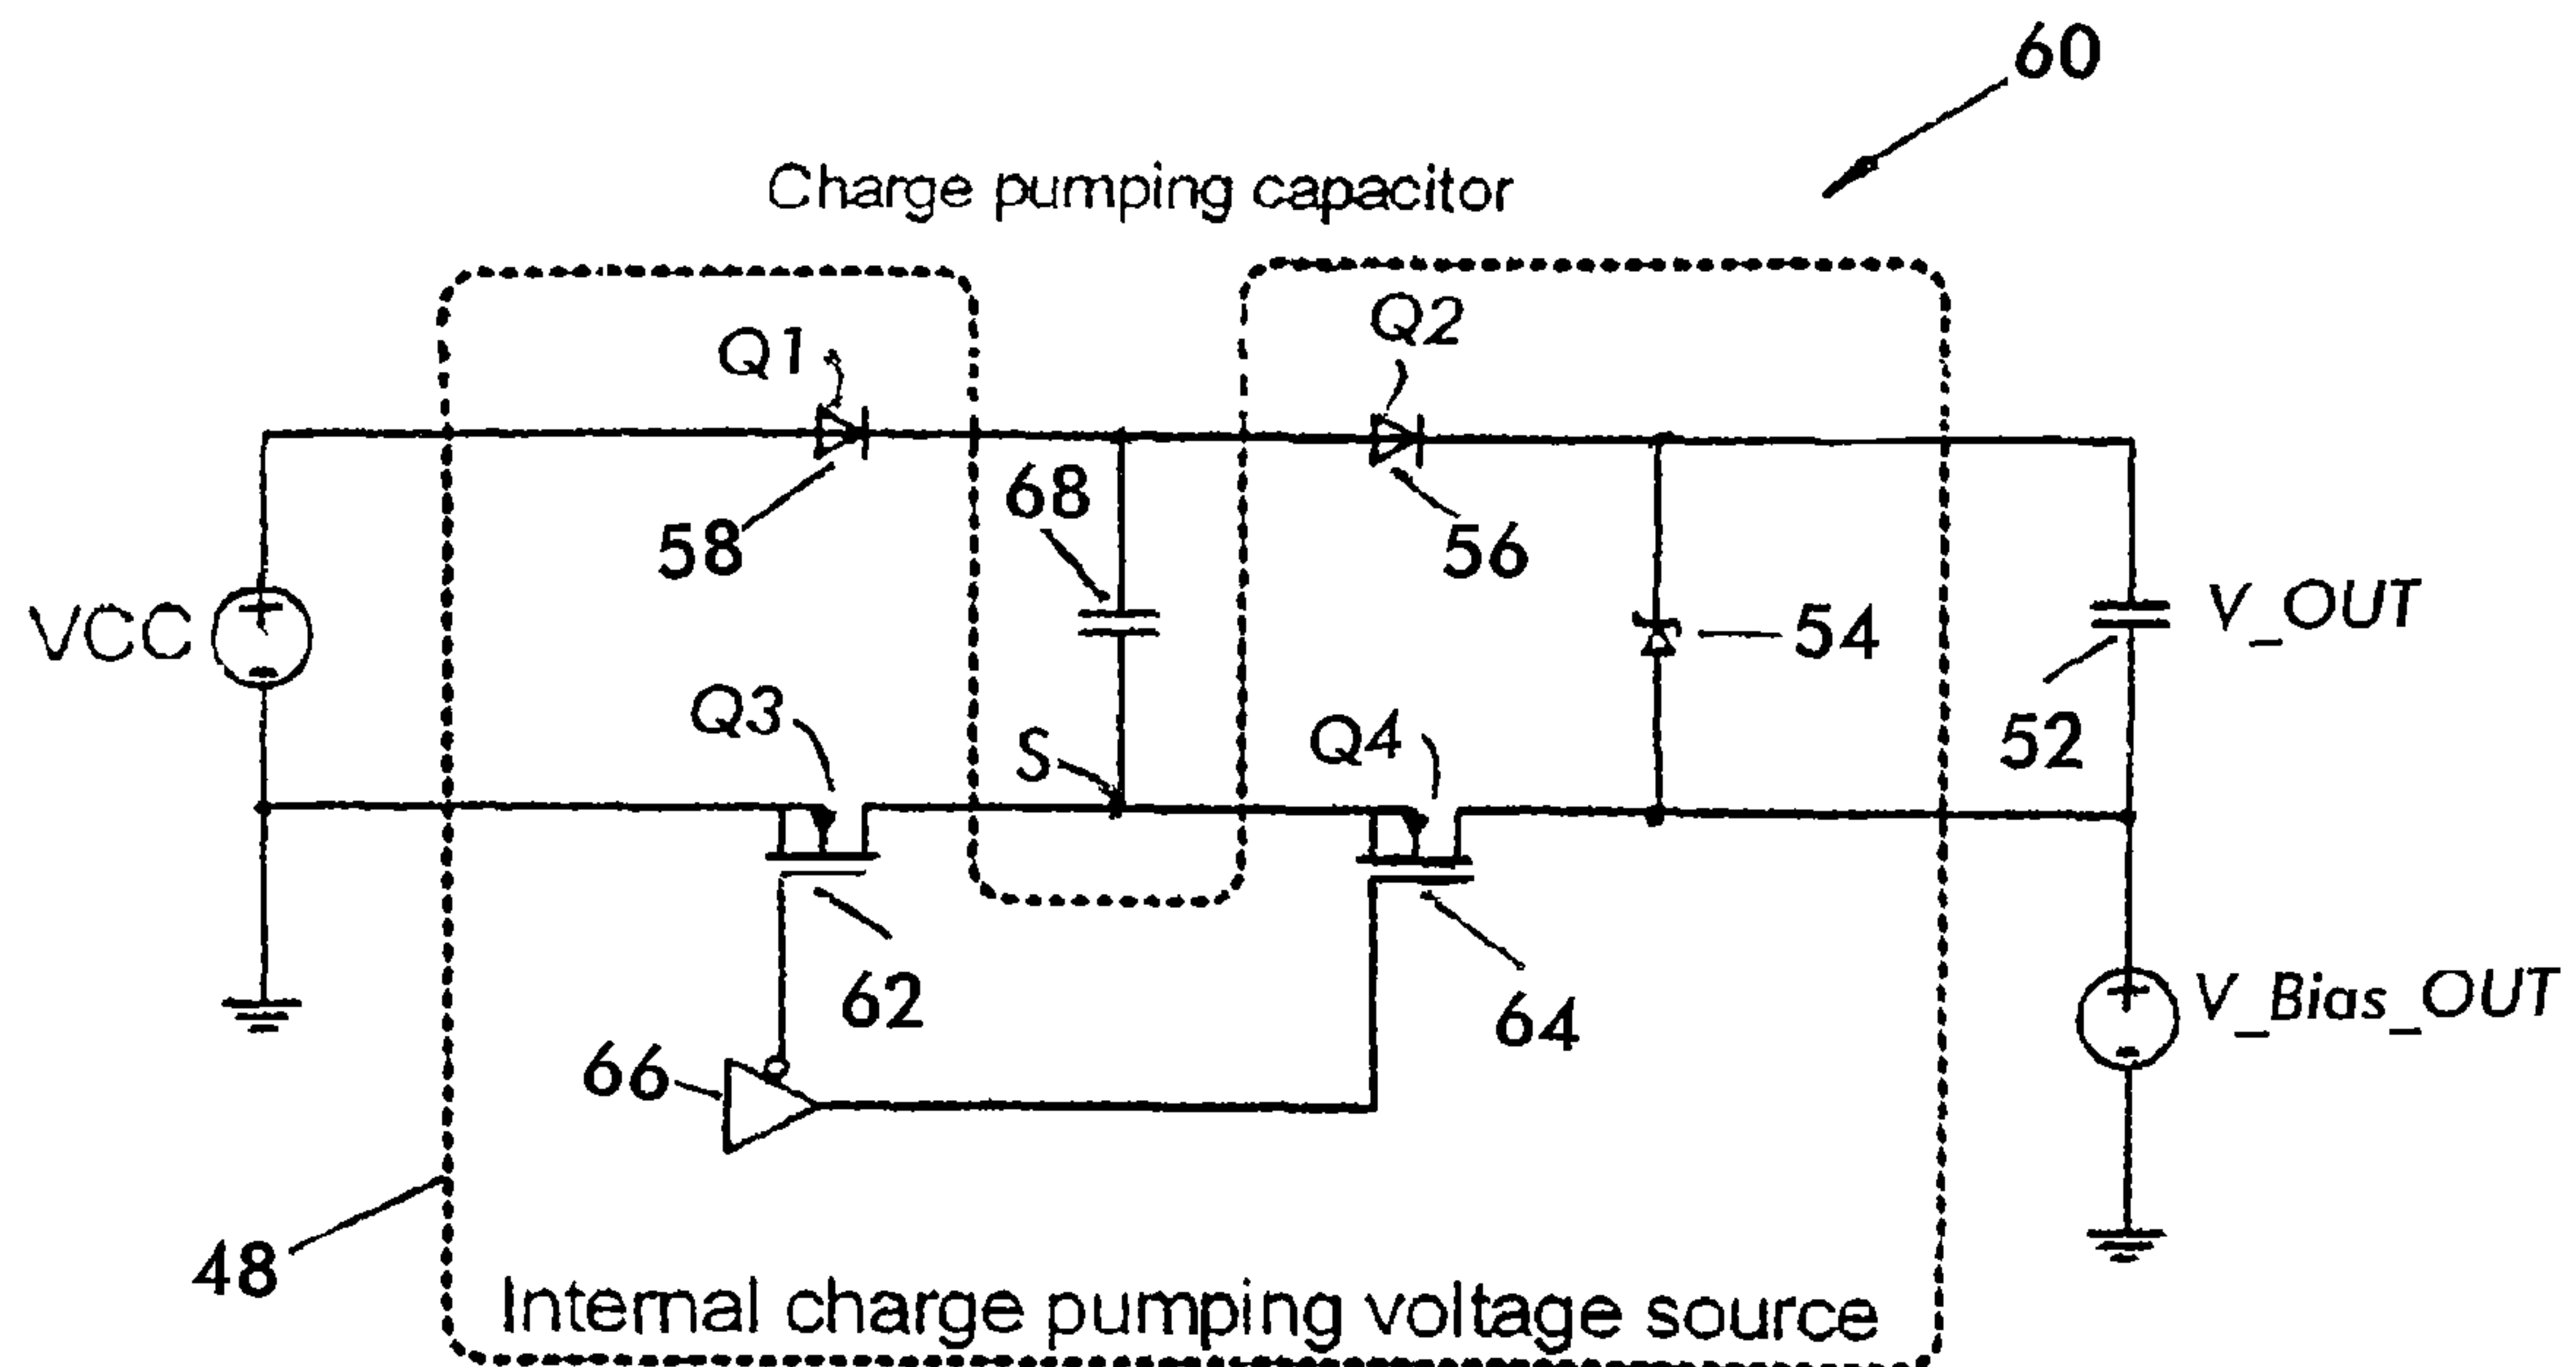 60
Charge pumping capacitor
Q1
Q2
58
68
56
VCC
54
V_OUT
Q3
S
Q4
52
62
64
V_Bias_OUT
66
48
Internal charge pumping voltage source